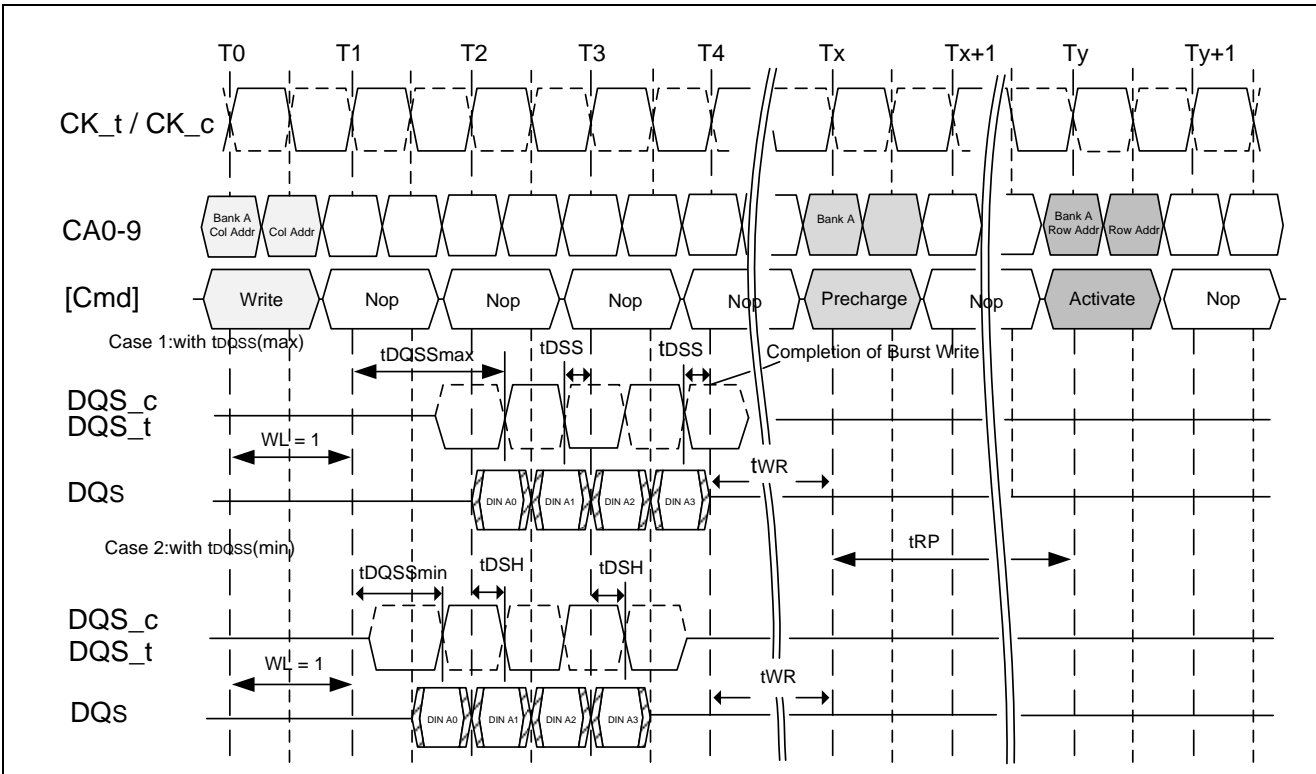 T0 T1 T2 T3 T4 Tx Tx+1 Ty Ty+1
CK_t / CK_c
CA0-9
Bank A
Col Addr
Col Addr
Bank A
Bank A
Row Addr
Row Addr
[Cmd]
Write Nop Nop Nop Nop Precharge Nop Activate Nop
Case 1:with tDQSS(max)
tDQSSmax tDSS tDSS Completion of Burst Write
DQS_c
DQS_t
WL = 1
tWR
DQs
DIN A0 DIN A1 DIN A2 DIN A3
Case 2:with tDQSS(min)
tRP
tDQSSmin tDSH tDSH
DQS_c
DQS_t
WL = 1
tWR
DQs
DIN A0 DIN A1 DIN A2 DIN A3